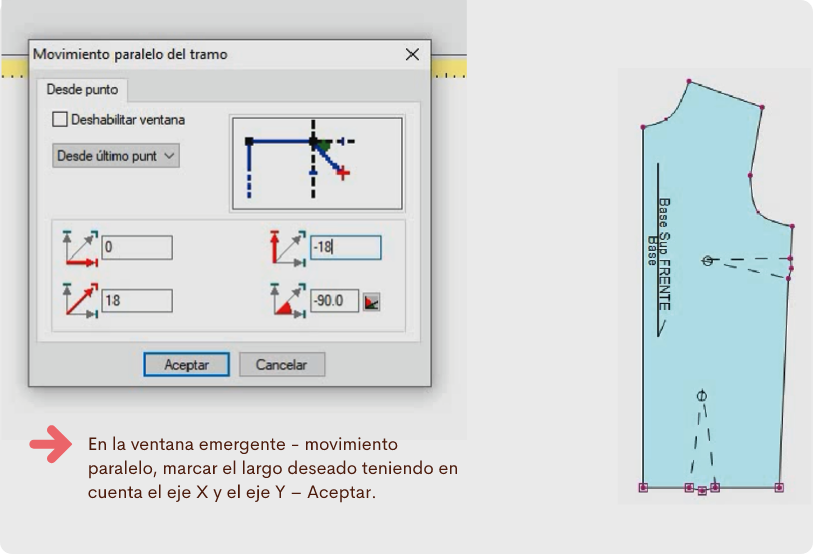 Movimiento paralelo del tramo
Desde punto
Deshabilitar ventana
Desde último punt
0
-18
18
-90.0
Aceptar
Cancelar
En la ventana emergente - movimiento
paralelo, marcar el largo deseado teniendo en
cuenta el eje X y el eje Y – Aceptar.
Base Sup FRENTE
Base